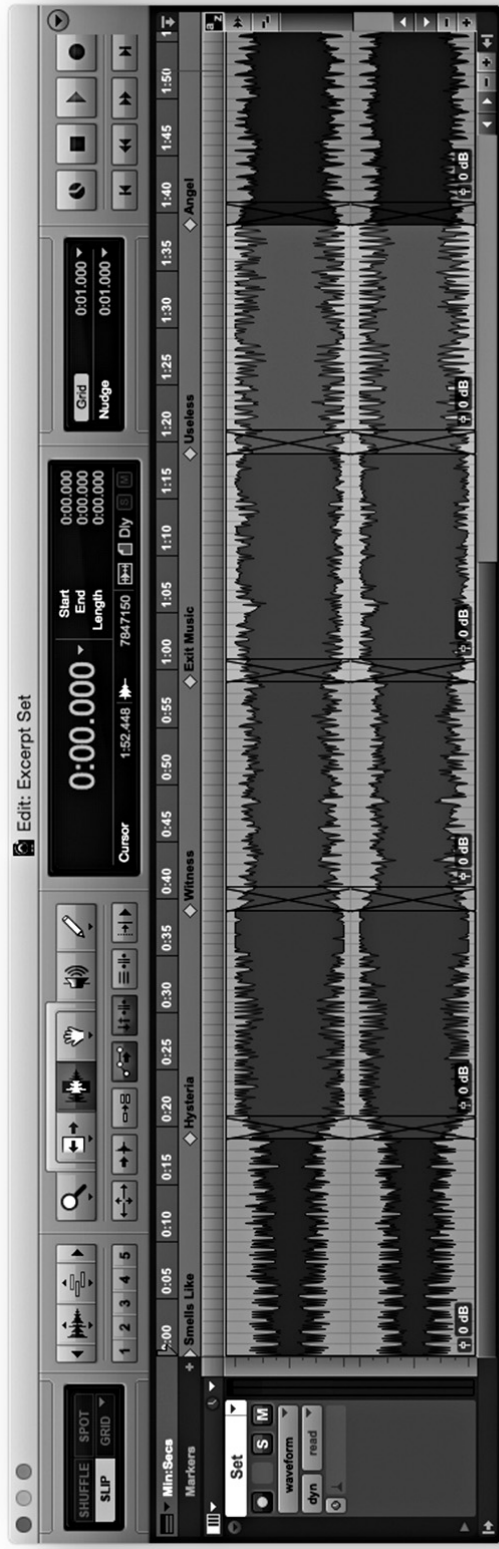 Edit: Excerpt Set
SHUFFLE SPOT
SLIP GRID
1 2 3 4 5
0:00.000
Start 0:00.000
End 0:00.000
Length 0:00.000
Cursor 1:52.448 7847150 Dly S M
Grid 0:01.000
Nudge 0:01.000
Min:Secs 0:00 0:05 0:10 0:15 0:20 0:25 0:30 0:35 0:40 0:45 0:50 0:55 1:00 1:05 1:10 1:15 1:20 1:25 1:30 1:35 1:40 1:45 1:50
Markers Smells Like Hysteria Witness Exit Music Useless Angel
a z
Set
S M
waveform
dyn read
0 dB 0 dB 0 dB 0 dB 0 dB 0 dB